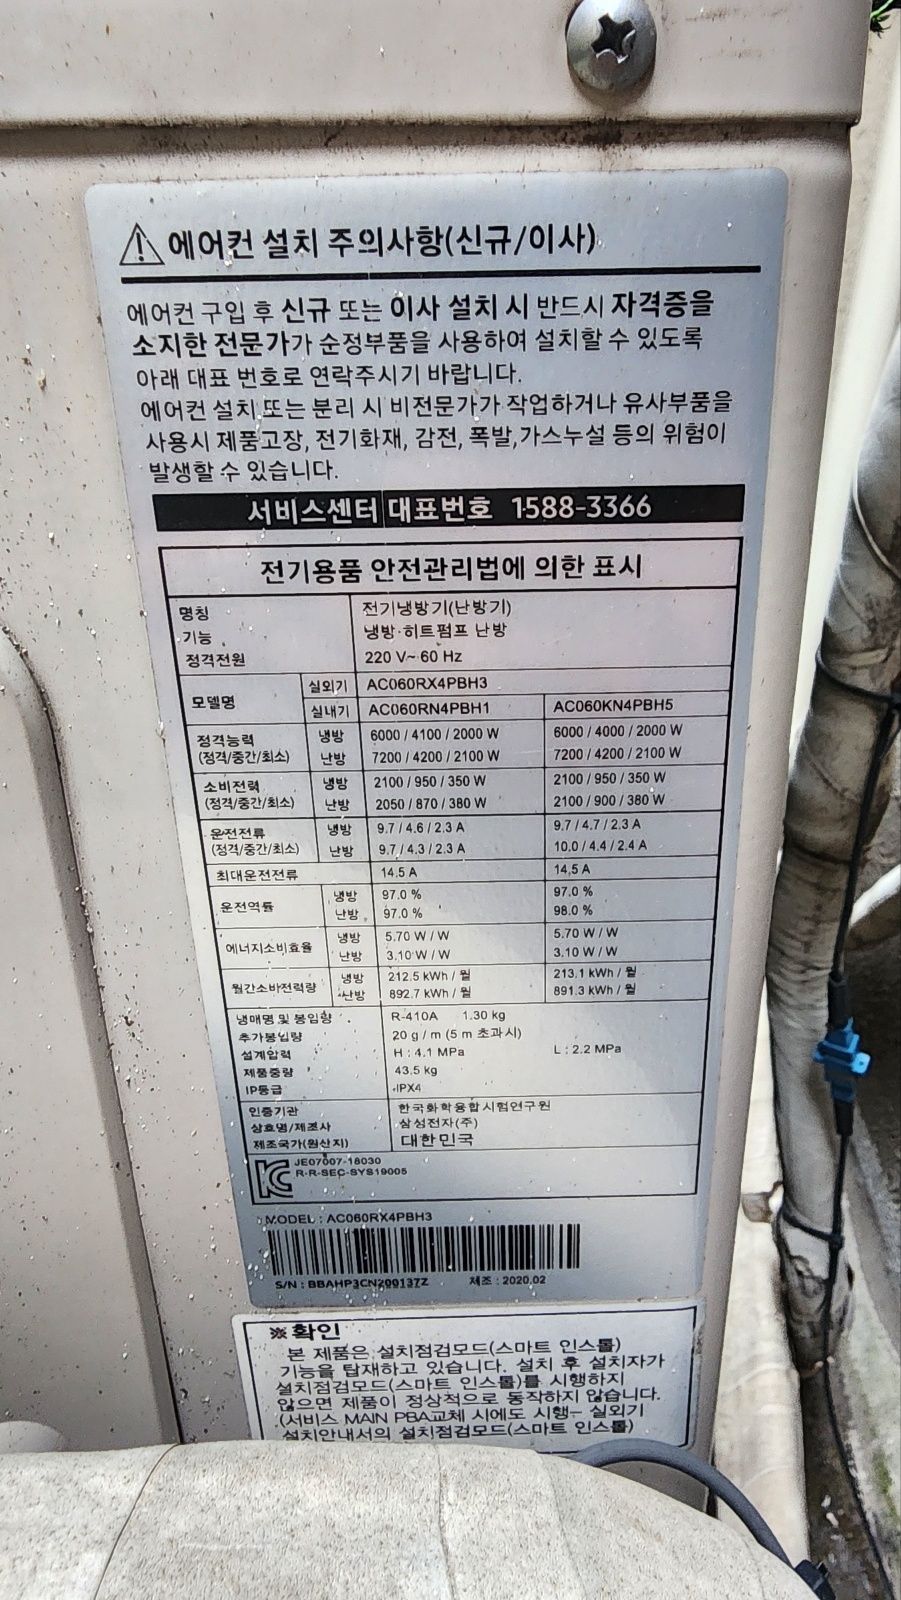 ⚠에어컨 설치 주의사항(신규/이사)
에어컨 구입 후 신규 또는 이사 설치 시 반드시 자격증을
소지한 전문가가 순정부품을 사용하여 설치할 수 있도록
아래 대표 번호로 연락주시기 바랍니다.
에어컨 설치 또는 분리 시 비전문가가 작업하거나 유사부품을
사용시 제품고장, 전기화재, 감전, 폭발,가스누설 등의 위험이
발생할 수 있습니다.
서비스센터 대표번호 1588-3366
전기용품 안전관리법에 의한 표시
명칭 전기냉방기(난방기)
기능 냉방·히트펌프 난방
정격전원 220 V~ 60 Hz
모델명 실외기 AC060RX4PBH3
실내기 AC060RN4PBH1 AC060KN4PBH5
정격능력 냉방 6000 / 4100 / 2000 W 6000 / 4000 / 2000 W
(정격/중간/최소) 난방 7200 / 4200 / 2100 W 7200 / 4200 / 2100 W
소비전력 냉방 2100 / 950 / 350 W 2100 / 950 / 350 W
(정격/중간/최소) 난방 2050 / 870 / 380 W 2100 / 900 / 380 W
운전전류 냉방 9.7 / 4.6 / 2.3 A 9.7 / 4.7 / 2.3 A
(정격/중간/최소) 난방 9.7 / 4.3 / 2.3 A 10.0 / 4.4 / 2.4 A
최대운전전류 14.5 A 14.5 A
운전역률 냉방 97.0 % 97.0 %
난방 97.0 % 98.0 %
에너지소비효율 냉방 5.70 W / W 5.70 W / W
난방 3.10 W / W 3.10 W / W
월간소비전력량 냉방 212.5 kWh / 월 213.1 kWh / 월
난방 892.7 kWh / 월 891.3 kWh / 월
냉매명 및 봉입량 R-410A 1.30 kg
추가봉입량 20 g / m (5 m 초과시)
설계압력 H : 4.1 MPa L : 2.2 MPa
제품중량 43.5 kg
IP등급 IPX4
인증기관 한국화학융합시험연구원
상호명/제조사 삼성전자(주)
제조국가(원산지) 대한민국
JE07007-18030
R-R-SEC-SYS19005
MODEL : AC060RX4PBH3
S/N : BBAHP3CN200137Z 제조 : 2020.02
※확인
본 제품은 설치점검모드(스마트 인스톨)
기능을 탑재하고 있습니다. 설치 후 설치자가
설치점검모드(스마트 인스톨)를 시행하지
않으면 제품이 정상적으로 동작하지 않습니다.
(서비스 MAIN PBA교체 시에도 시행- 실외기
설치안내서의 설치점검모드(스마트 인스톨)